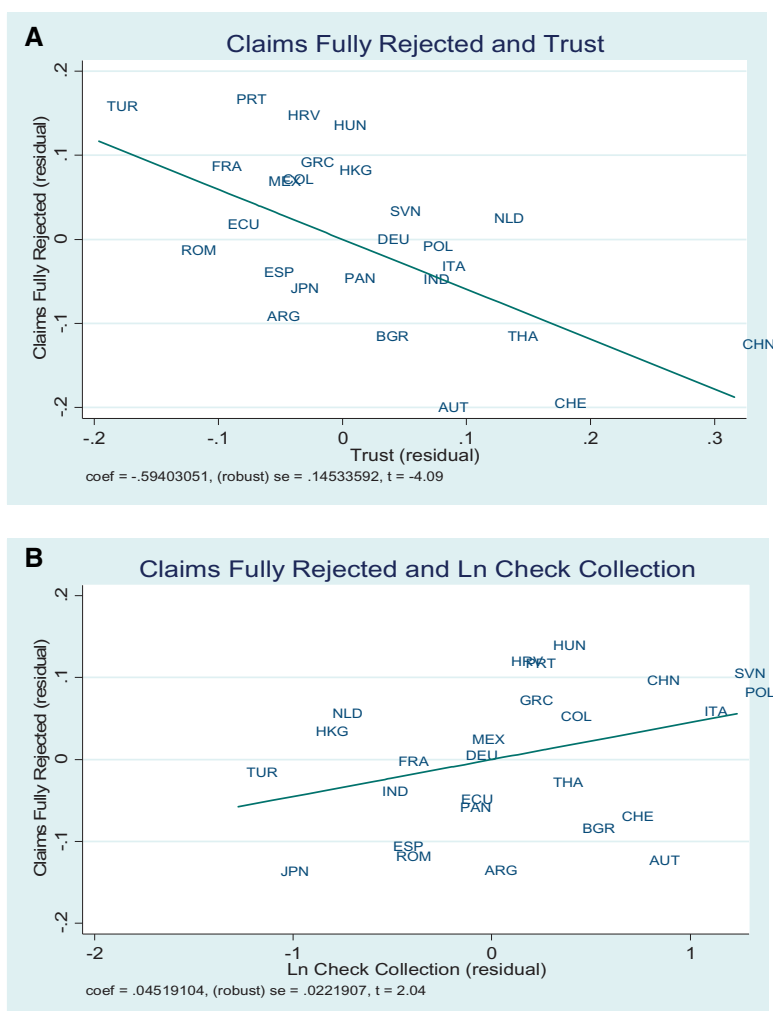 A
Claims Fully Rejected and Trust
Claims Fully Rejected (residual)
.2
.1
0
-.1
-.2
TUR
PRT
HRV
HUN
FRA
GRC
HKG
MEX
COL
SVN
NLD
ECU
DEU
POL
ROM
ITA
ESP
PAN
IND
JPN
ARG
BGR
THA
CHN
AUT
CHE
-.2
-.1
0
.1
.2
.3
Trust (residual)
coef = -.59403051, (robust) se = .14533592, t = -4.09
B
Claims Fully Rejected and Ln Check Collection
Claims Fully Rejected (residual)
.2
.1
0
-.1
-.2
HUN
HRV
PRT
SVN
CHN
POL
GRC
ITA
NLD
COL
HKG
MEX
DEU
FRA
TUR
THA
IND
ECU
PAN
CHE
BGR
ESP
ROM
AUT
JPN
ARG
-2
-1
0
1
Ln Check Collection (residual)
coef = .04519104, (robust) se = .0221907, t = 2.04